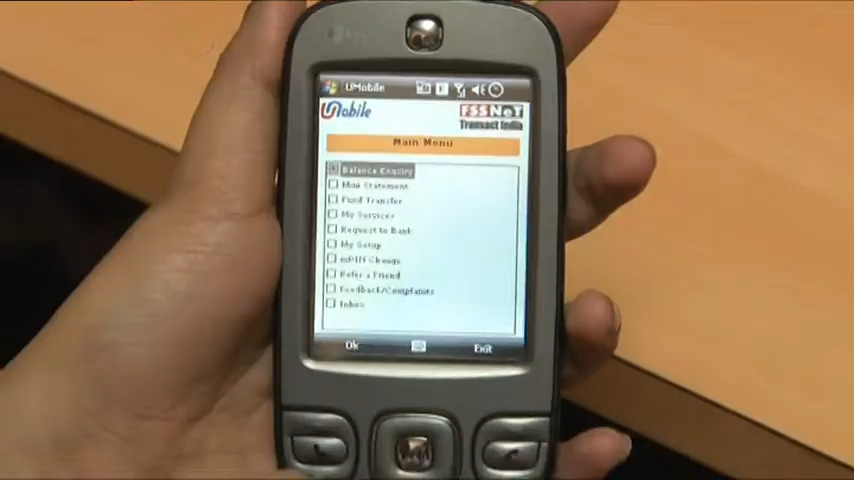 UMobile
UMobile
FSSNeT
Transact India
Main Menu
Balance Enquiry
Mini Statement
Fund Transfer
My Services
Request to Bank
My Setup
mPIN Change
Refer a Friend
Feedback/Complaints
Inbox
Ok
Exit